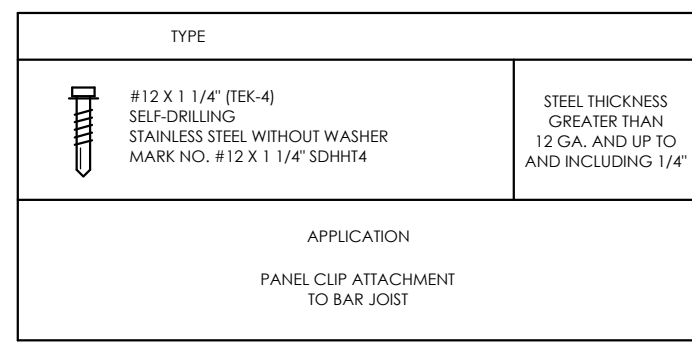 TYPE
#12 X 1 1/4" (TEK-4)
SELF-DRILLING
STAINLESS STEEL WITHOUT WASHER
MARK NO. #12 X 1 1/4" SDHHT4
STEEL THICKNESS
GREATER THAN
12 GA. AND UP TO
AND INCLUDING 1/4"
APPLICATION
PANEL CLIP ATTACHMENT
TO BAR JOIST